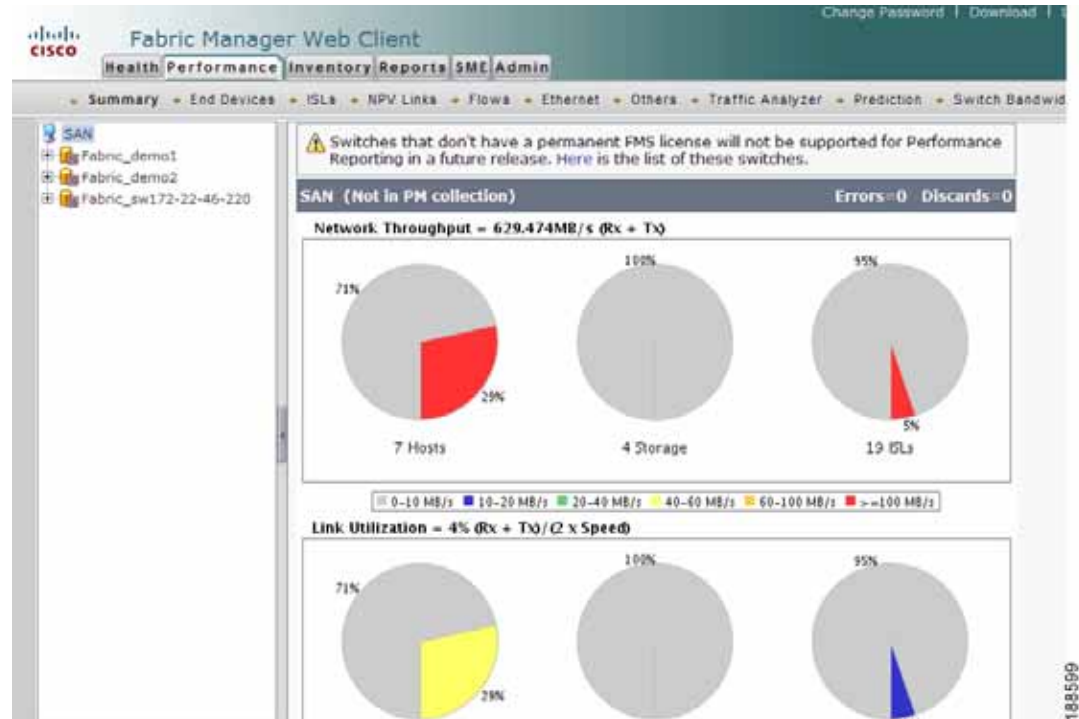 Change Password | Download |
cisco
Fabric Manager Web Client
Health Performance Inventory Reports SME Admin
Summary End Devices ISLs NPV Links Flows Ethernet Others Traffic Analyzer Prediction Switch Bandwid
SAN
Fabric_demo1
Fabric_demo2
Fabric_sw172-22-46-220
Switches that don't have a permanent FMS license will not be supported for Performance
Reporting in a future release. Here is the list of these switches.
SAN (Not in PM collection) Errors=0 Discards=0
Network Throughput = 629.474MB/s (Rx + Tx)
71% 100% 95%
29% 5%
7 Hosts 4 Storage 19 ISLs
0-10 MB/s 10-20 MB/s 20-40 MB/s 40-60 MB/s 60-100 MB/s >=100 MB/s
Link Utilization = 4% (Rx + Tx)/(2 x Speed)
71% 100% 95%
29%
188599